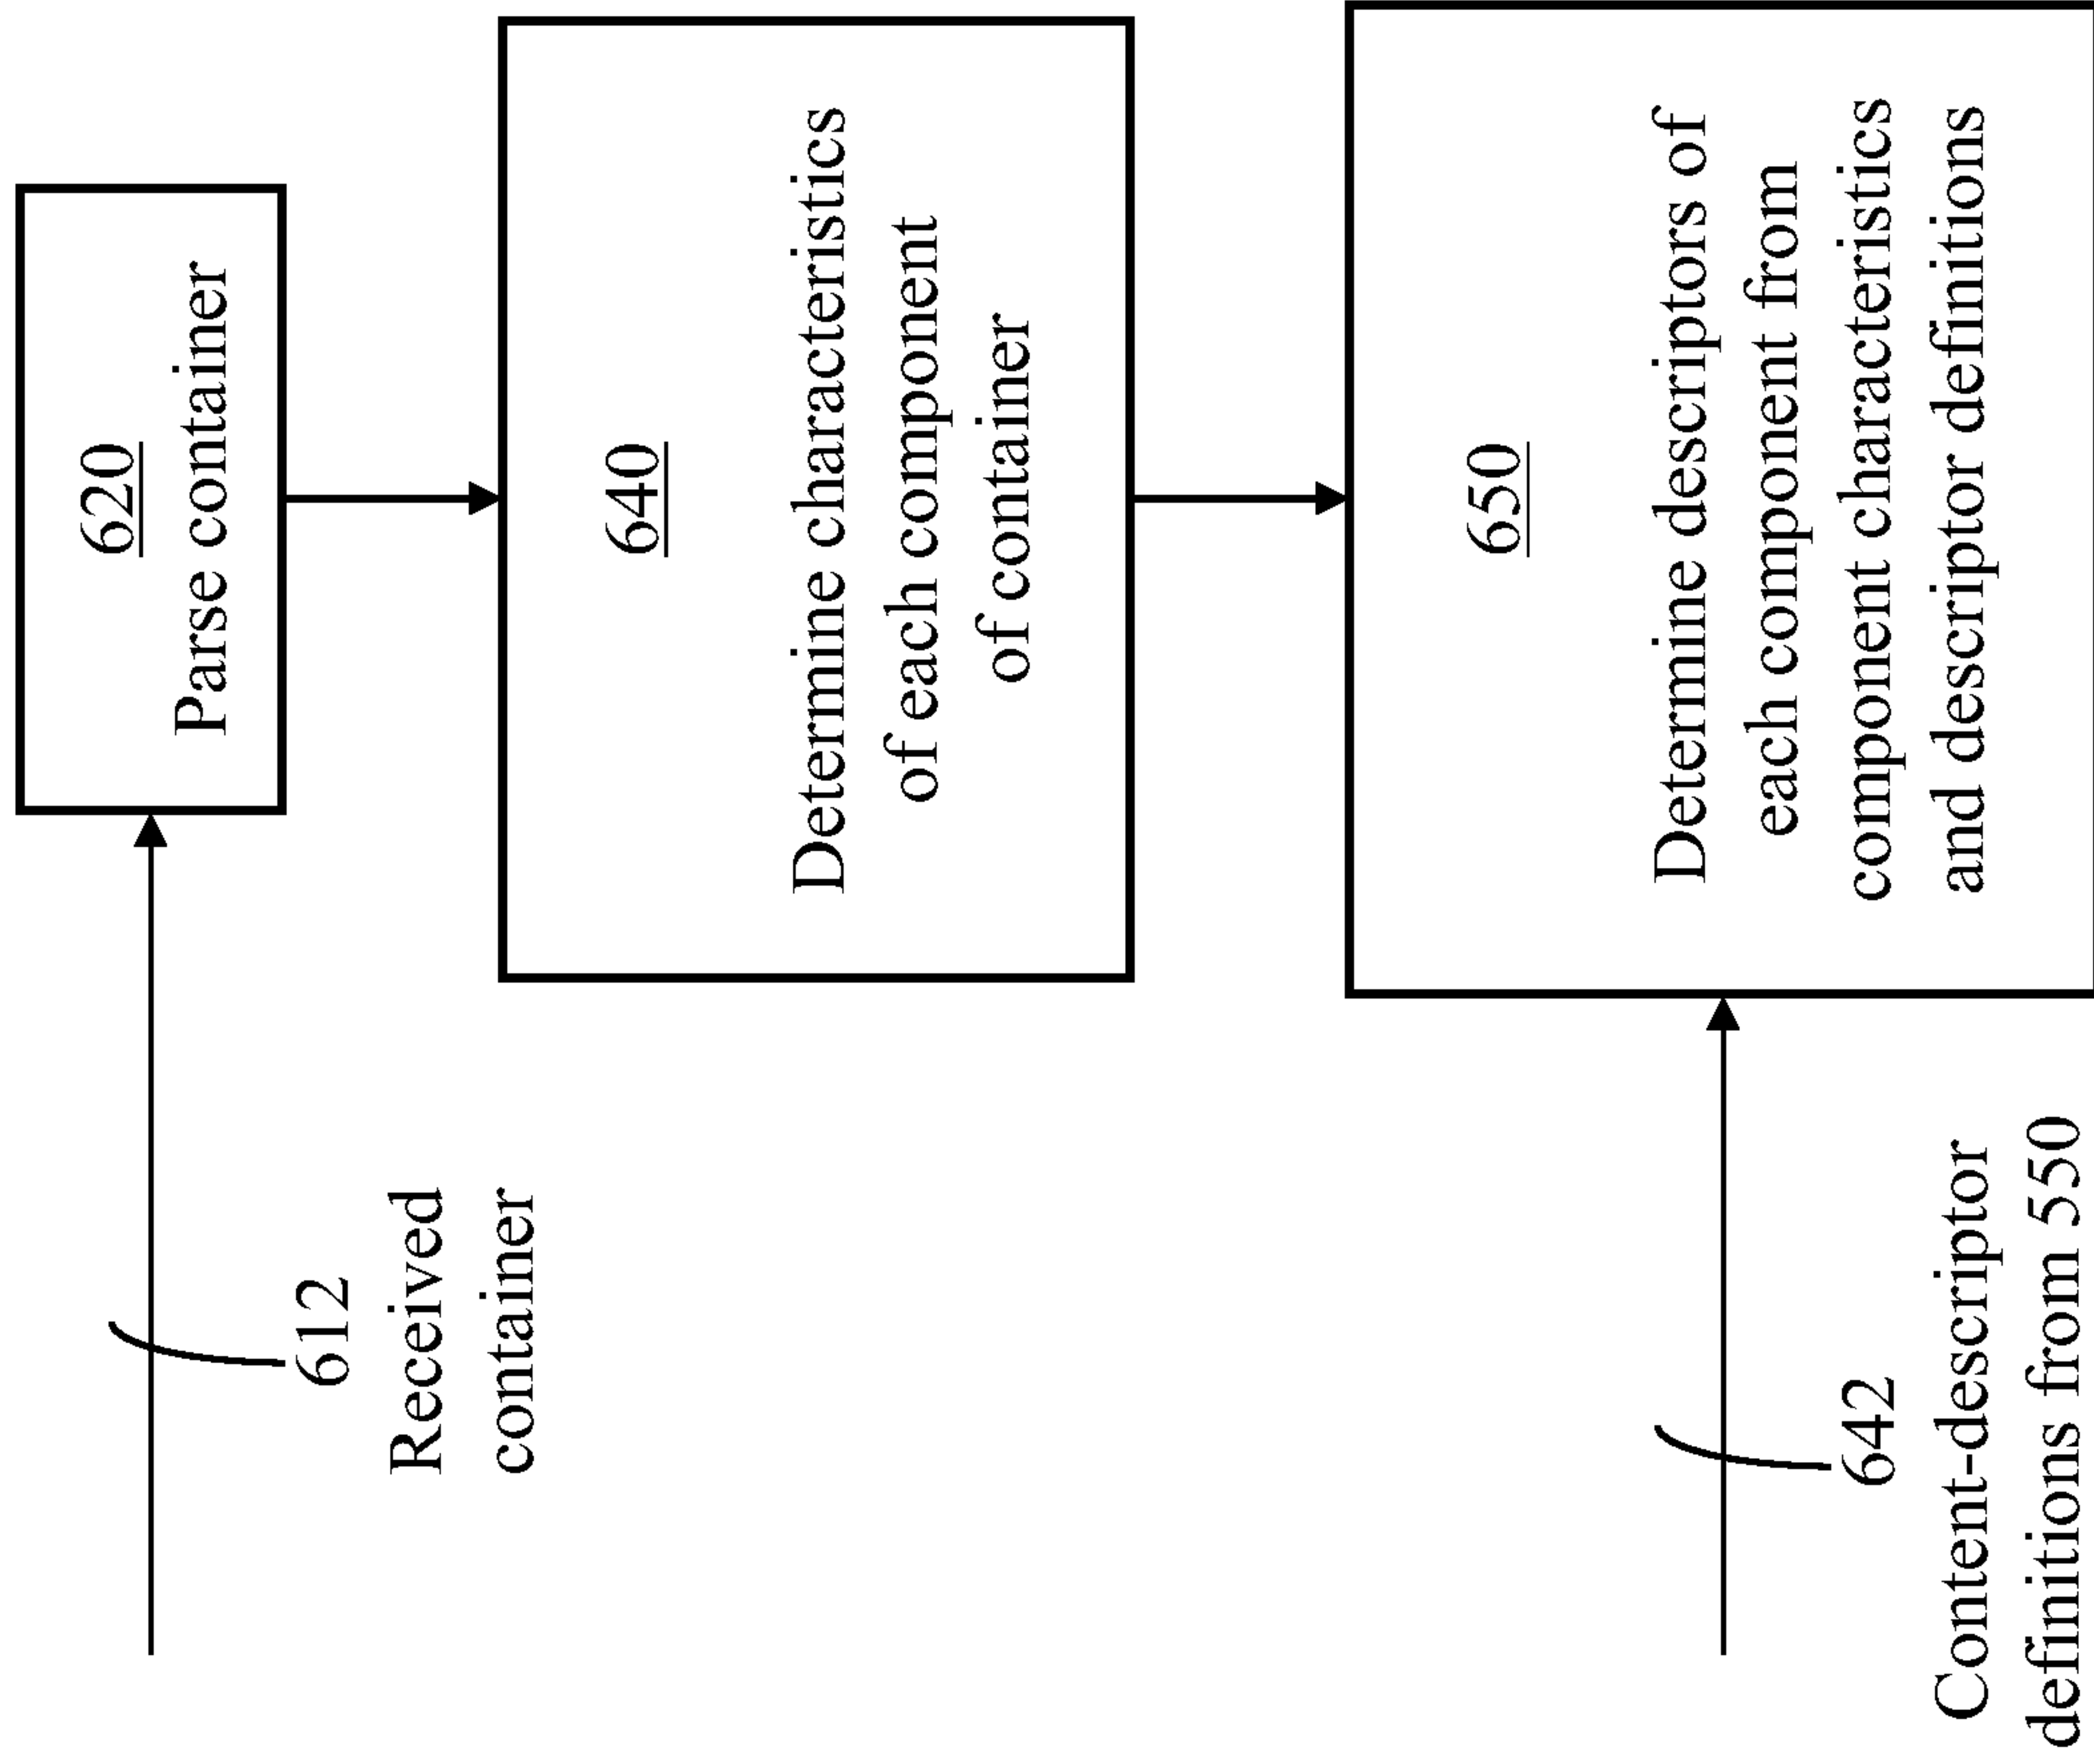 620
Parse container
612
Received
container
640
Determine characteristics
of each component
of container
650
Determine descriptors of
each component from
component characteristics
and descriptor definitions
642
Content-descriptor
definitions from 550